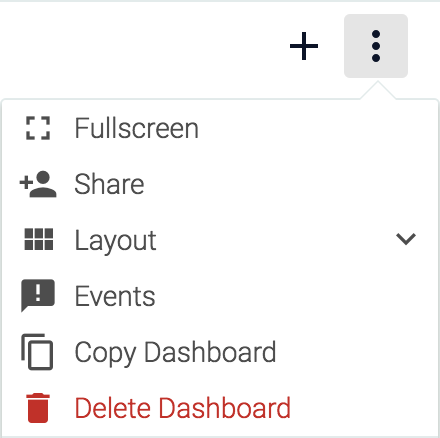 Fullscreen
Share
Layout
Events
Copy Dashboard
Delete Dashboard